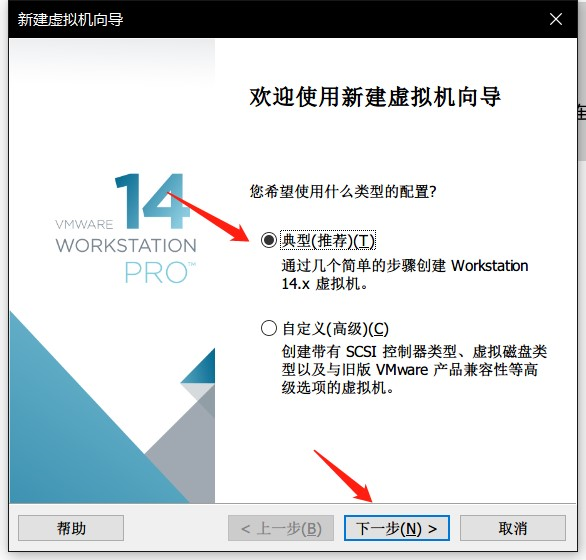 新建虚拟机向导
欢迎使用新建虚拟机向导
14
VMWARE
WORKSTATION
PRO™
您希望使用什么类型的配置?
典型(推荐)(T)
通过几个简单的步骤创建 Workstation
14.x 虚拟机。
自定义(高级)(C)
创建带有 SCSI 控制器类型、虚拟磁盘类
型以及与旧版 VMware 产品兼容性等高
级选项的虚拟机。
帮助
< 上一步(B)
下一步(N) >
取消